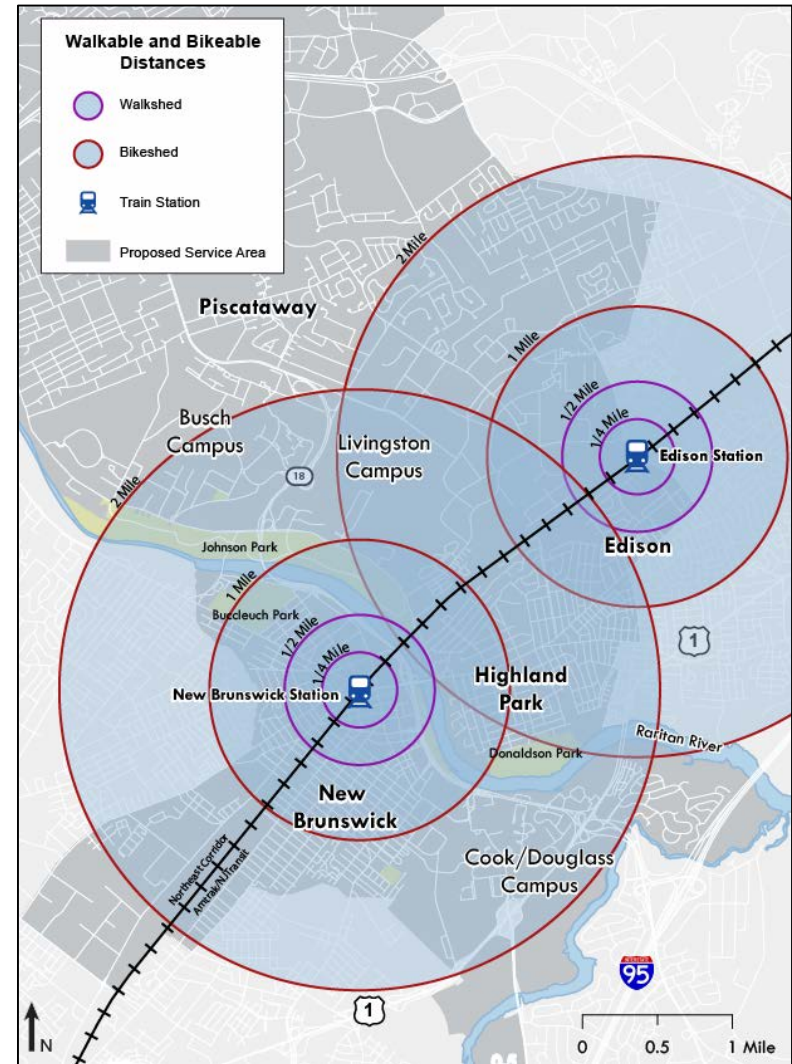 Walkable and Bikeable
Distances
Walkshed
Bikeshed
Train Station
Proposed Service Area
2 Mile
Piscataway
1 Mile
1/2 Mile
1/4 Mile
Edison Station
Busch
Campus
Livingston
Campus
18
2 Mile
Edison
Johnson Park
1 Mile
Buccleuch Park
1/2 Mile
1/4 Mile
1
New Brunswick Station
Highland
Park
Raritan River
Donaldson Park
New
Brunswick
Cook/Douglass
Campus
Northeast Corridor
Amtrak/NJ Transit
95
1
N
0 0.5 1 Mile